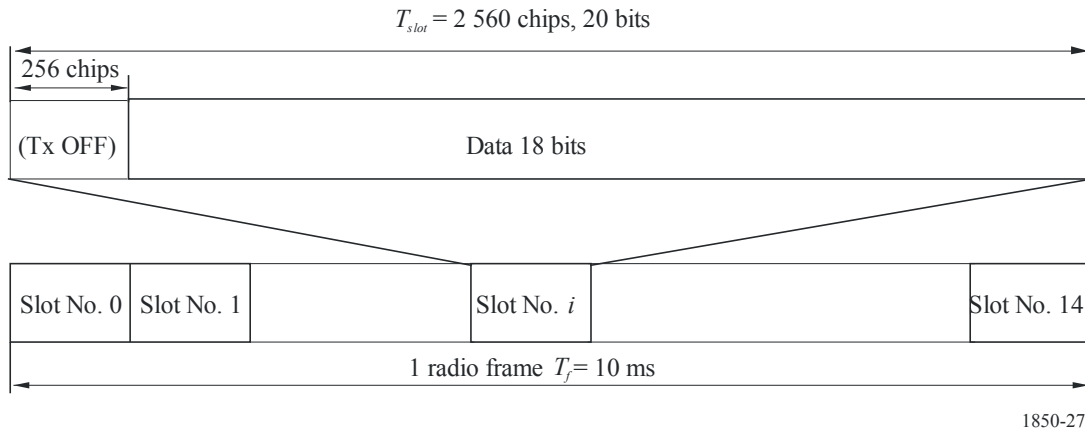 T_slot = 2 560 chips, 20 bits
256 chips
(Tx OFF)
Data 18 bits
Slot No. 0
Slot No. 1
Slot No. i
Slot No. 14
1 radio frame T_f = 10 ms
1850-27